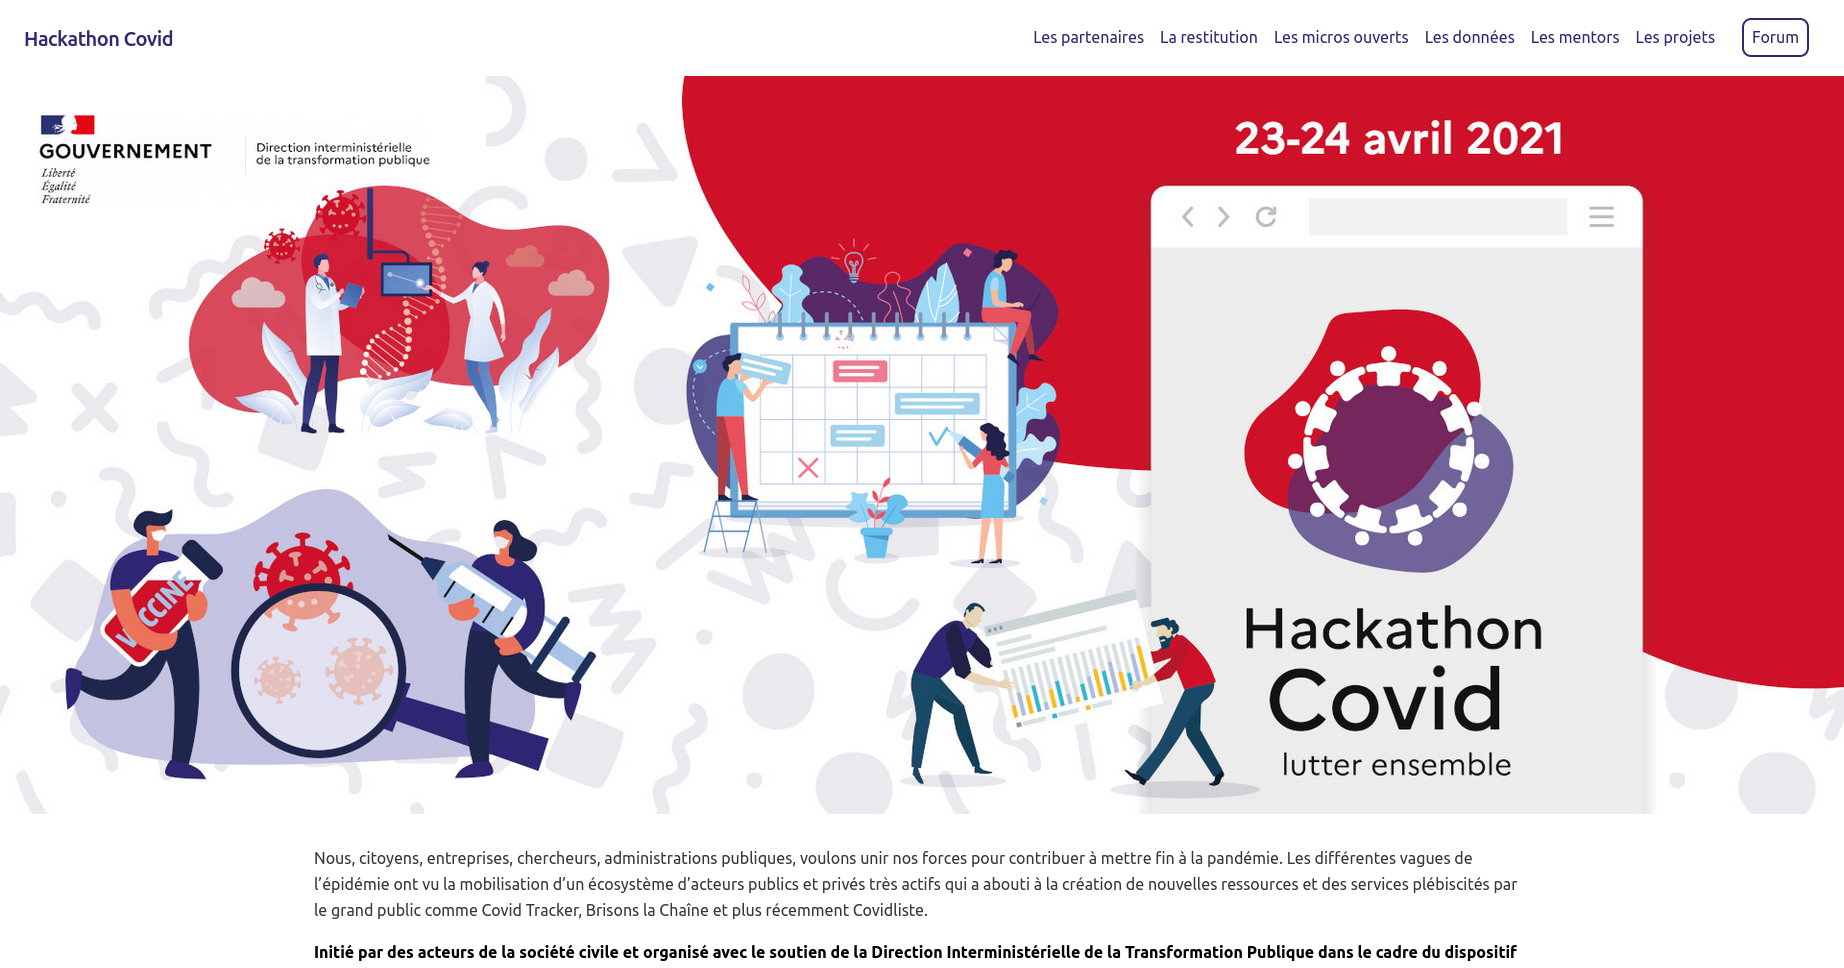 Hackathon Covid
Les partenaires La restitution Les micros ouverts Les données Les mentors Les projets Forum
GOUVERNEMENT
Liberté
Égalité
Fraternité
Direction interministérielle
de la transformation publique
23-24 avril 2021
VACCINE
Hackathon
Covid
lutter ensemble
Nous, citoyens, entreprises, chercheurs, administrations publiques, voulons unir nos forces pour contribuer à mettre fin à la pandémie. Les différentes vagues de
l’épidémie ont vu la mobilisation d’un écosystème d’acteurs publics et privés très actifs qui a abouti à la création de nouvelles ressources et des services plébiscités par
le grand public comme Covid Tracker, Brisons la Chaîne et plus récemment Covidliste.
Initié par des acteurs de la société civile et organisé avec le soutien de la Direction Interministérielle de la Transformation Publique dans le cadre du dispositif